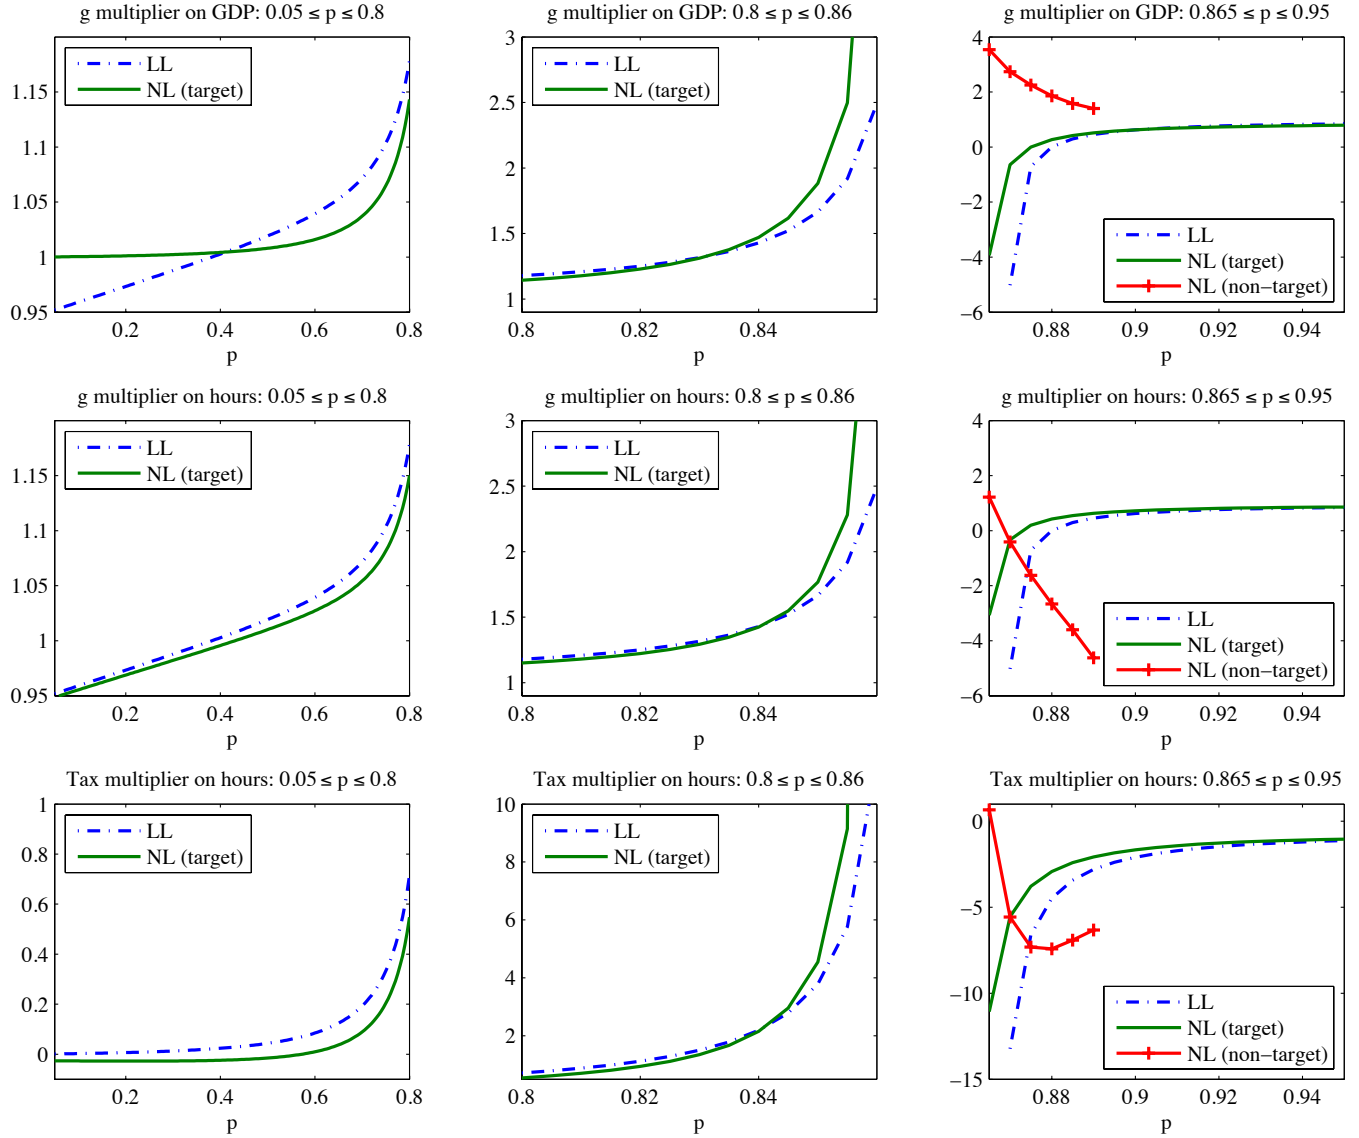 g multiplier on GDP: 0.05 ≤ p ≤ 0.8
LL
NL (target)
1.15
1.1
1.05
1
0.95
0.2
0.4
0.6
0.8
p
g multiplier on GDP: 0.8 ≤ p ≤ 0.86
LL
NL (target)
3
2.5
2
1.5
1
0.8
0.82
0.84
p
g multiplier on GDP: 0.865 ≤ p ≤ 0.95
4
2
0
−2
−4
−6
LL
NL (target)
NL (non−target)
0.88
0.9
0.92
0.94
p
g multiplier on hours: 0.05 ≤ p ≤ 0.8
LL
NL (target)
1.15
1.1
1.05
1
0.95
0.2
0.4
0.6
0.8
p
g multiplier on hours: 0.8 ≤ p ≤ 0.86
LL
NL (target)
3
2.5
2
1.5
1
0.8
0.82
0.84
p
g multiplier on hours: 0.865 ≤ p ≤ 0.95
4
2
0
−2
−4
−6
LL
NL (target)
NL (non−target)
0.88
0.9
0.92
0.94
p
Tax multiplier on hours: 0.05 ≤ p ≤ 0.8
LL
NL (target)
1
0.8
0.6
0.4
0.2
0
0.2
0.4
0.6
0.8
p
Tax multiplier on hours: 0.8 ≤ p ≤ 0.86
LL
NL (target)
10
8
6
4
2
0.8
0.82
0.84
p
Tax multiplier on hours: 0.865 ≤ p ≤ 0.95
0
−5
−10
−15
LL
NL (target)
NL (non−target)
0.88
0.9
0.92
0.94
p